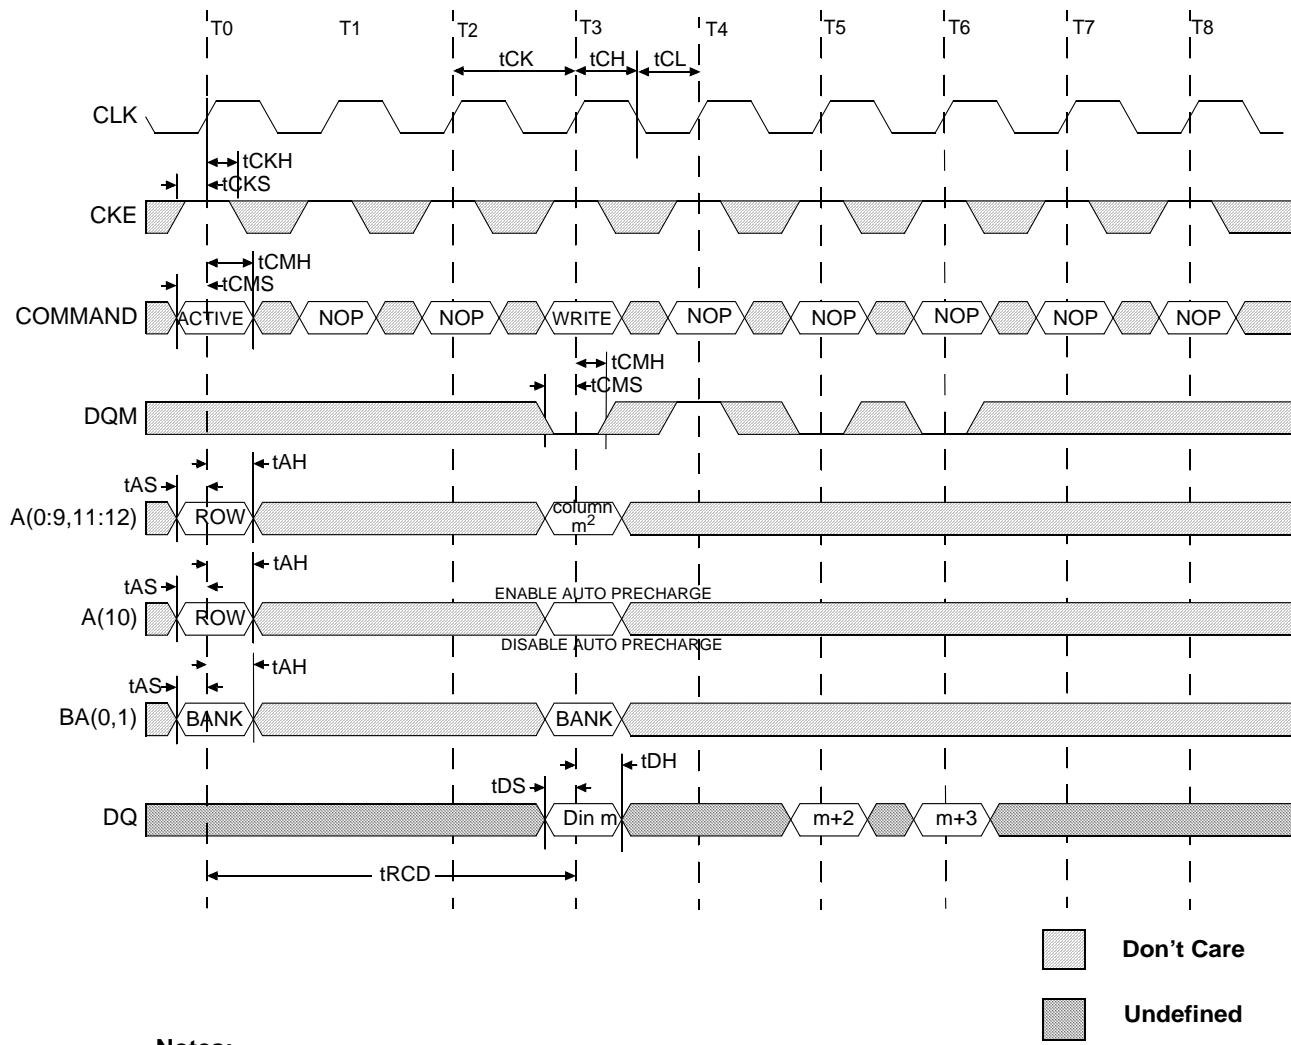 T0 T1 T2 T3 T4 T5 T6 T7 T8
tCK tCH tCL
CLK
tCKH
tCKS
CKE
tCMH
tCMS
COMMAND ACTIVE NOP NOP WRITE NOP NOP NOP NOP NOP
tCMH
tCMS
DQM
tAH
tAS
A(0:9,11:12) ROW column
m2
tAH
tAS
ENABLE AUTO PRECHARGE
A(10) ROW
DISABLE AUTO PRECHARGE
tAH
tAS
BA(0,1) BANK BANK
tDH
tDS
DQ Din m m+2 m+3
tRCD
Don't Care
Undefined
Notes: